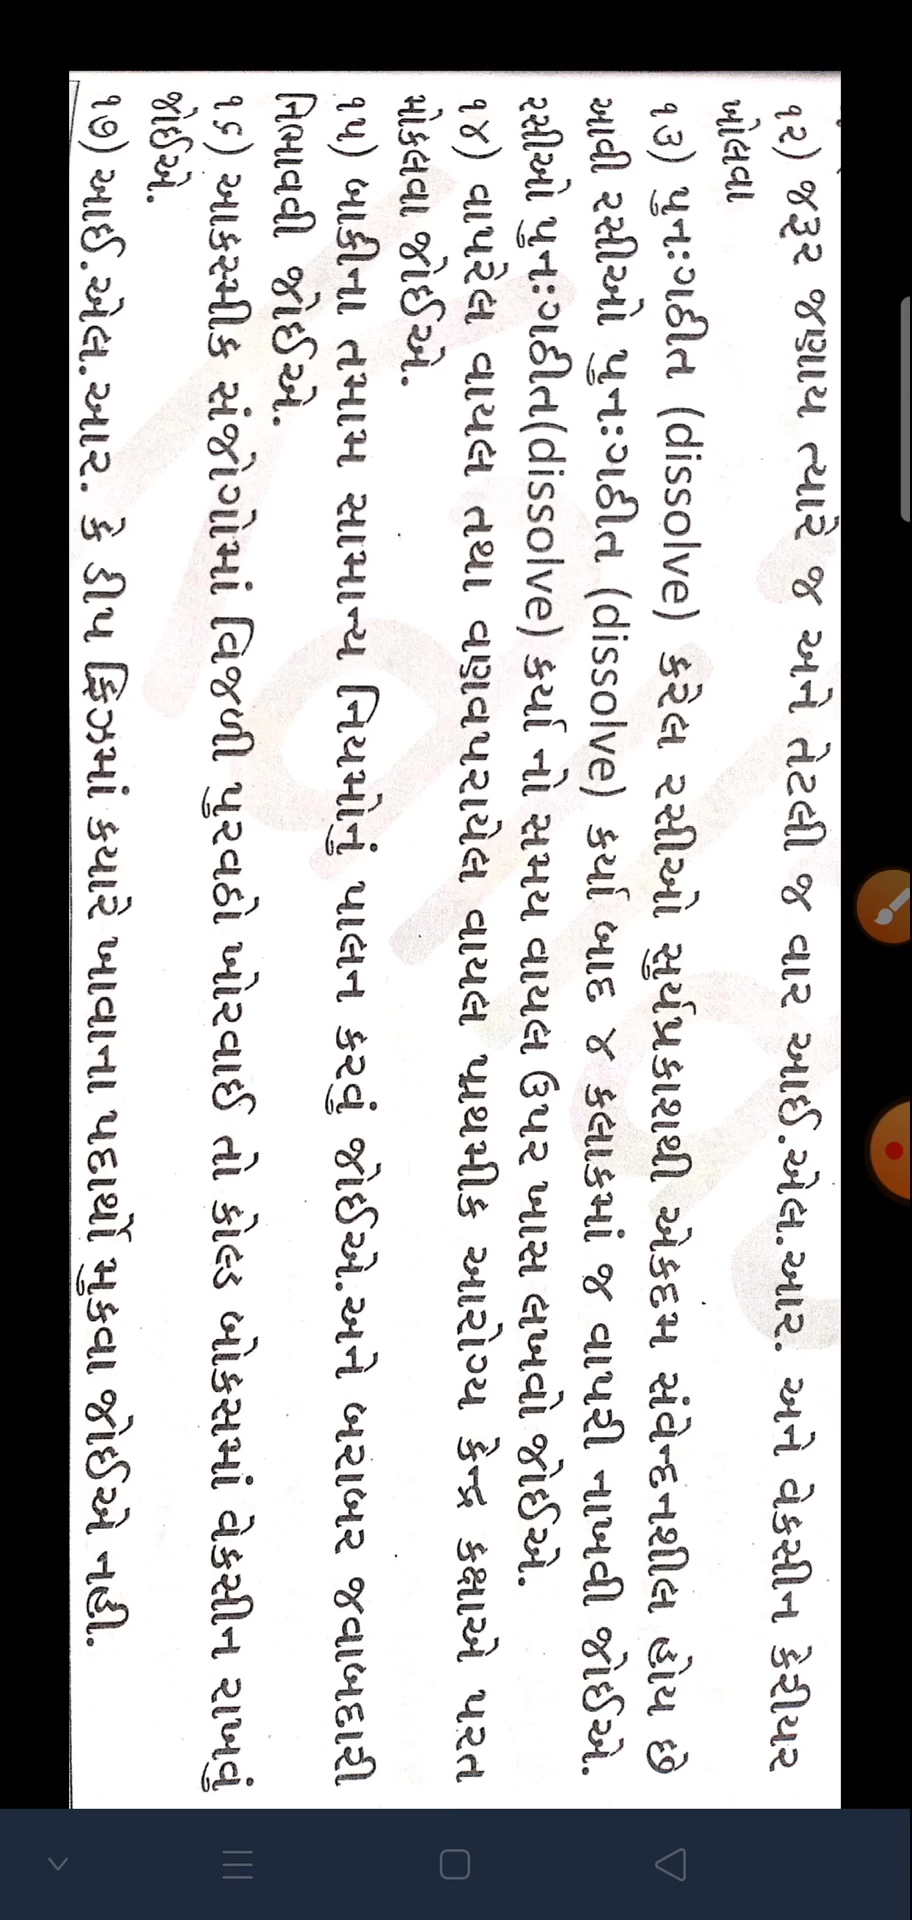 ૧૨) જરૂર જણાય ત્યારે જ અને તેટલી જ વાર આઈ.એલ.આર. અને વેકસીન કેરીયર
ખોલવા
૧૩) પુનઃગઠીત (dissolve) કરેલ રસીઓ સુર્યપ્રકાશથી એકદમ સંવેન્દનશીલ હોય છે
આવી રસીઓ પુનઃગઠીત (dissolve) કર્યા બાદ ૪ કલાકમાં જ વાપરી નાખવી જોઈએ.
રસીઓ પુનઃગઠીત(dissolve) કર્યા નો સમય વાયલ ઉપર ખાસ લખવો જોઈએ.
૧૪) વાપરેલ વાયલ તથા વણવપરાયેલ વાયલ પ્રાથમીક આરોગ્ય કેન્દ્ર કક્ષાએ પરત
મોકલવા જોઈએ.
૧૫) બાકીના તમામ સામાન્ય નિયમોનું પાલન કરવું જોઈએ.અને બરાબર જવાબદારી
નિભાવવી જોઈએ.
૧૬) આકસ્મીક સંજોગોમાં વિજળી પુરવઠો ખોરવાઈ તો કોલ્ડ બોકસમાં વેકસીન રાખવું
જોઈએ.
૧૭) આઈ.એલ.આર. કે ડીપ ફ્રિઝમાં કયારે ખાવાના પદાર્થો મુકવા જોઈએ નહી.